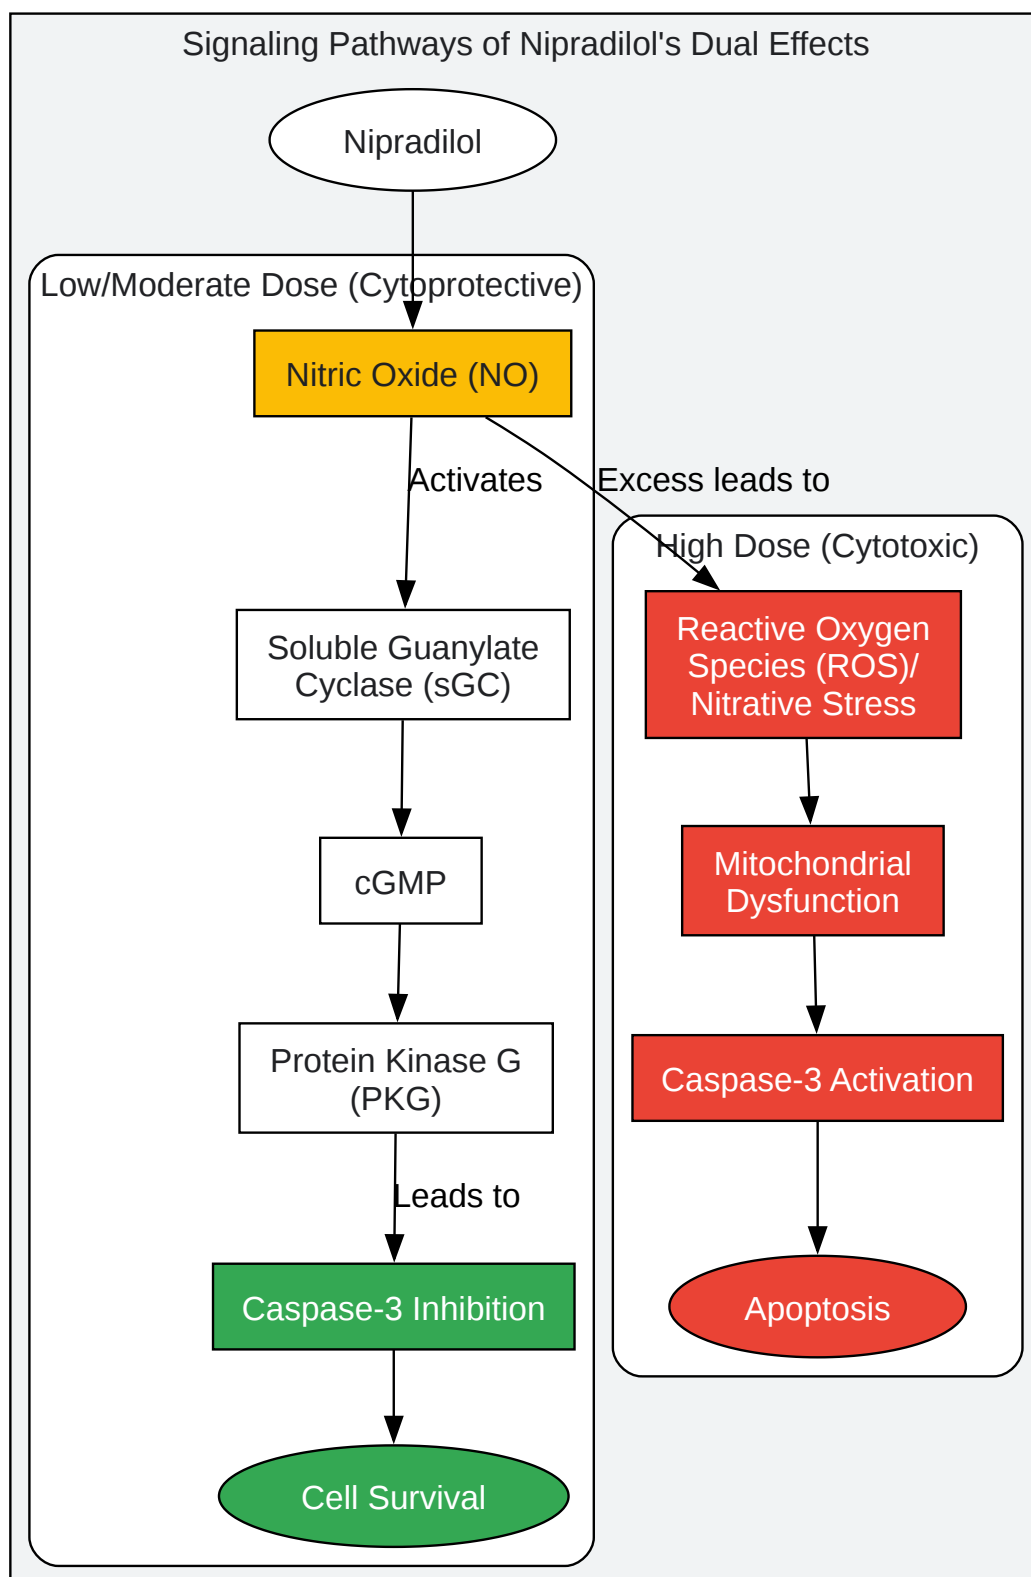 Signaling Pathways of Nipradilol's Dual Effects
Nipradilol
Low/Moderate Dose (Cytoprotective)
Nitric Oxide (NO)
Activates
Excess leads to
High Dose (Cytotoxic)
Soluble Guanylate
Cyclase (sGC)
Reactive Oxygen
Species (ROS)/
Nitrative Stress
cGMP
Mitochondrial
Dysfunction
Protein Kinase G
(PKG)
Caspase-3 Activation
Leads to
Caspase-3 Inhibition
Apoptosis
Cell Survival